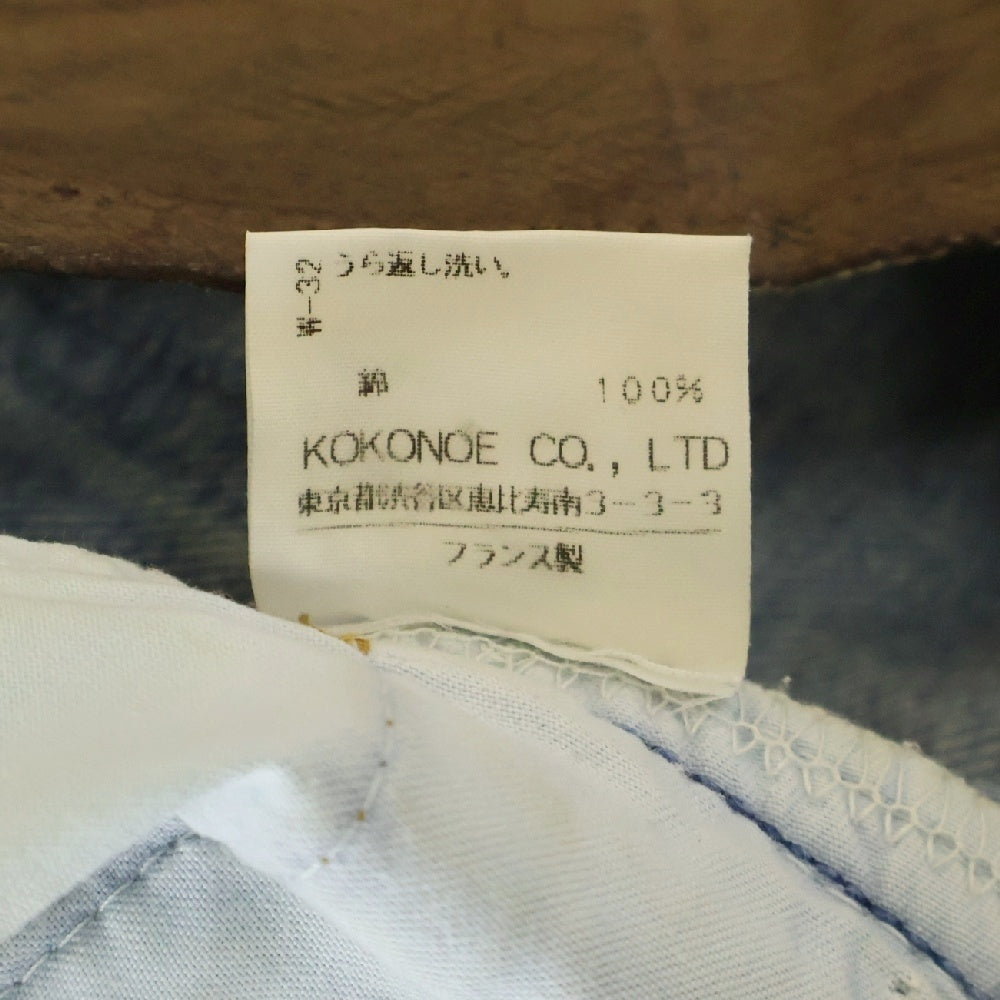 うら返し洗い。
W-32
綿 100%
KOKONOE CO., LTD
東京都渋谷区恵比寿南3-3-3
フランス製